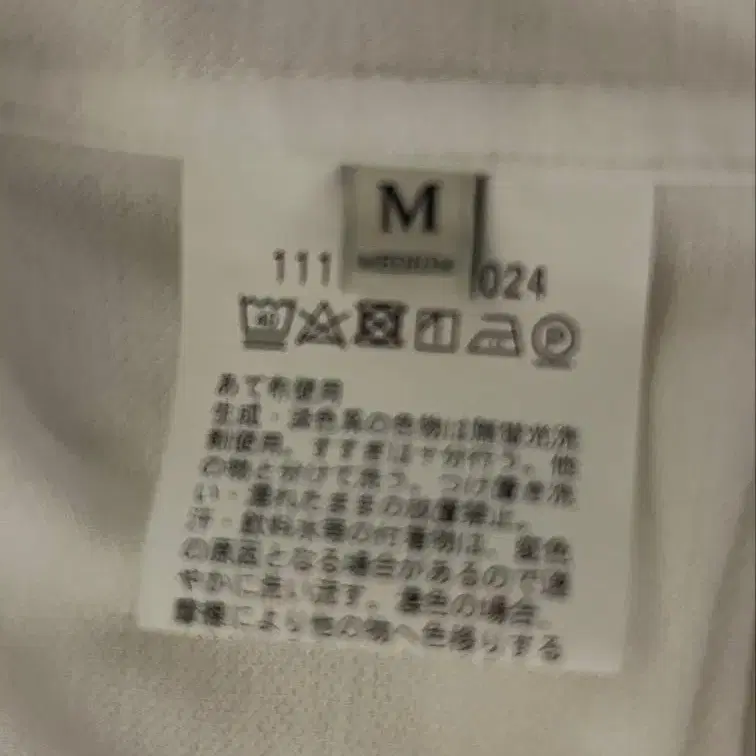 M
111 024
P
あて布使用
生成・淡色系の色物は無蛍光洗
剤使用。すすぎは十分行う。他
の物と分けて洗う。つけ置き洗
い・濡れたままの放置禁止。
汗・飲料水等の付着物は、変色
の原因となる場合があるので速
やかに洗い流す。濃色の場合、
摩擦により他の物へ色移りする